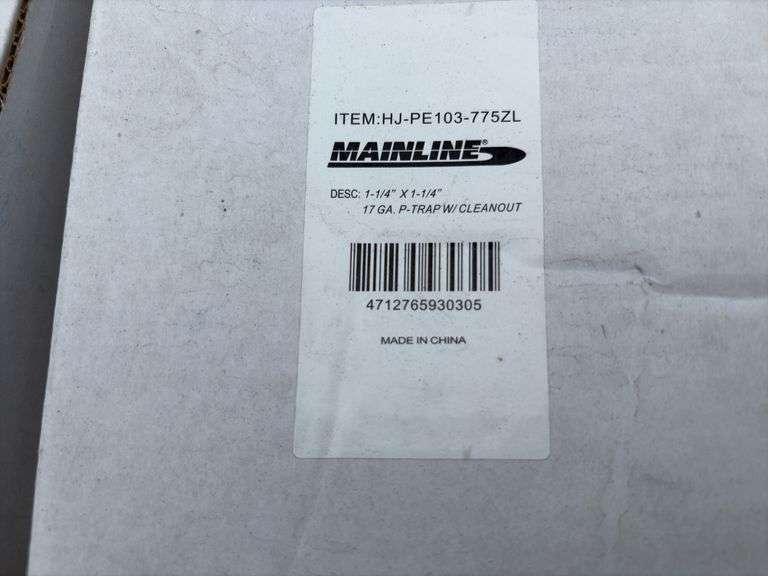 ITEM:HJ-PE103-775ZL
MAINLINE®
DESC: 1-1/4" X 1-1/4"
17 GA. P-TRAP W/ CLEANOUT
4712765930305
MADE IN CHINA